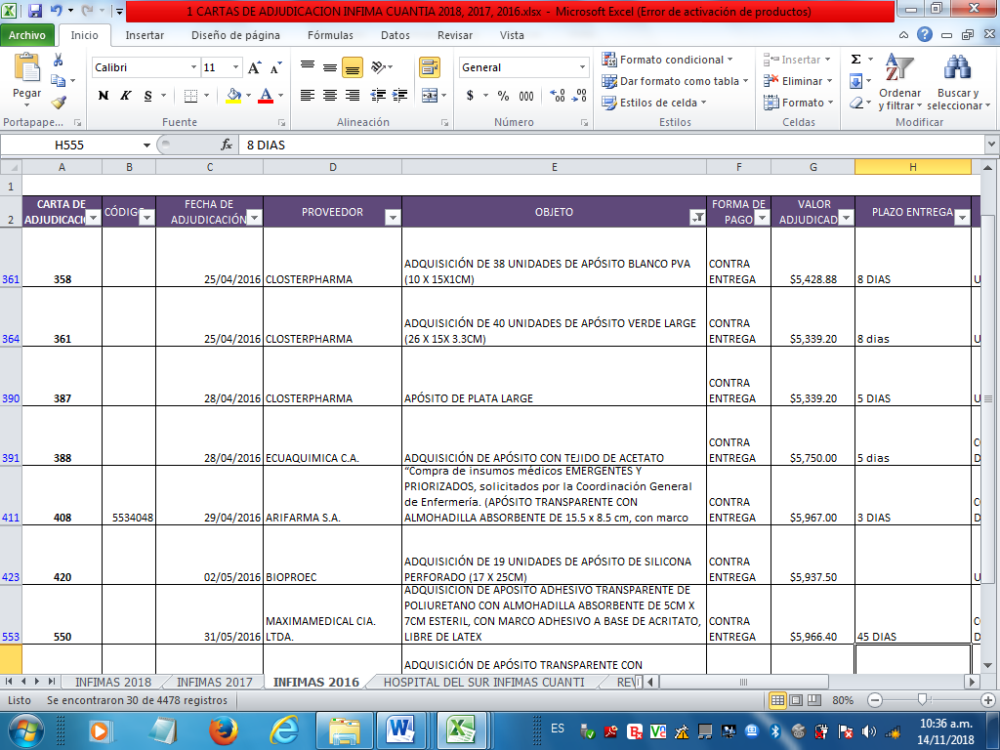 1 CARTAS DE ADJUDICACION INFIMA CUANTIA 2018, 2017, 2016.xlsx - Microsoft Excel (Error de activación de productos)
Archivo Inicio Insertar Diseño de página Fórmulas Datos Revisar Vista
Calibri 11 General Formato condicional Insertar
Pegar N K S $ % 000 Dar formato como tabla Eliminar Ordenar y filtrar Buscar y seleccionar
Estilos de celda Formato
Portapape... Fuente Alineación Número Estilos Celdas Modificar
H555 fx 8 DIAS
A B C D E F G H
1
2 CARTA DE ADJUDICACI CÓDIG FECHA DE ADJUDICACIÓN PROVEEDOR OBJETO FORMA DE PAGO VALOR ADJUDICAD PLAZO ENTREGA
ADQUISICIÓN DE 38 UNIDADES DE APÓSITO BLANCO PVA CONTRA
361 358 25/04/2016 CLOSTERPHARMA (10 X 15X1CM) ENTREGA $5,428.88 8 DIAS U
ADQUISICIÓN DE 40 UNIDADES DE APÓSITO VERDE LARGE CONTRA
364 361 25/04/2016 CLOSTERPHARMA (26 X 15X 3.3CM) ENTREGA $5,339.20 8 dias U
CONTRA
390 387 28/04/2016 CLOSTERPHARMA APÓSITO DE PLATA LARGE ENTREGA $5,339.20 5 DIAS U
CONTRA C
391 388 28/04/2016 ECUAQUIMICA C.A. ADQUISICIÓN DE APÓSITO CON TEJIDO DE ACETATO ENTREGA $5,750.00 5 dias D
“Compra de insumos médicos EMERGENTES Y
PRIORIZADOS, solicitados por la Coordinación General
de Enfermería. (APÓSITO TRANSPARENTE CON CONTRA C
411 408 5534048 29/04/2016 ARIFARMA S.A. ALMOHADILLA ABSORBENTE DE 15.5 x 8.5 cm, con marco ENTREGA $5,967.00 3 DIAS D
ADQUISICIÓN DE 19 UNIDADES DE APÓSITO DE SILICONA CONTRA
423 420 02/05/2016 BIOPROEC PERFORADO (17 X 25CM) ENTREGA $5,937.50 U
ADQUISICION DE APOSITO ADHESIVO TRANSPARENTE DE
POLIURETANO CON ALMOHADILLA ABSORBENTE DE 5CM X
MAXIMAMEDICAL CIA. 7CM ESTERIL, CON MARCO ADHESIVO A BASE DE ACRITATO, CONTRA C
553 550 31/05/2016 LTDA. LIBRE DE LATEX ENTREGA $5,966.40 45 DIAS D
ADQUISICIÓN DE APÓSITO TRANSPARENTE CON
INFIMAS 2018 INFIMAS 2017 INFIMAS 2016 HOSPITAL DEL SUR INFIMAS CUANTI REV
Listo Se encontraron 30 de 4478 registros 80%
ES 10:36 a.m.
14/11/2018